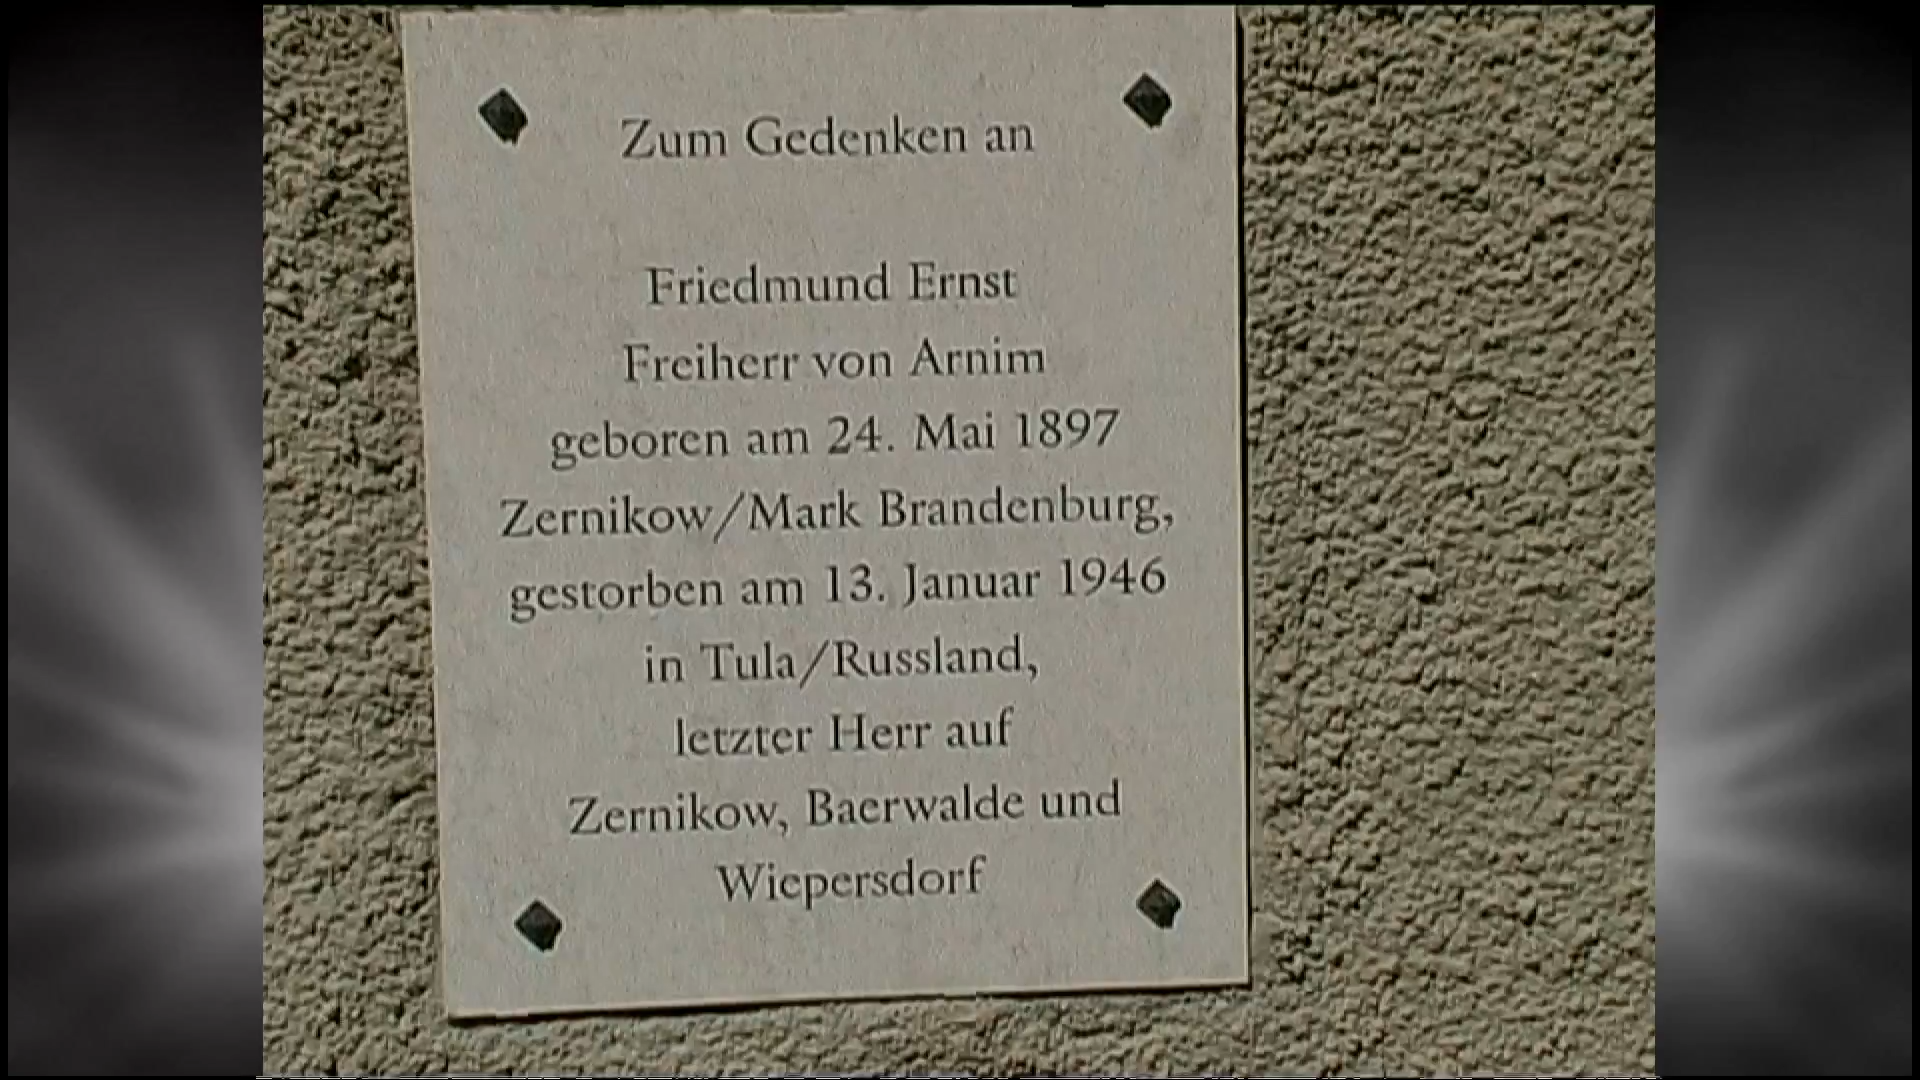 Zum Gedenken an
Friedmund Ernst
Freiherr von Arnim
geboren am 24. Mai 1897
Zernikow/Mark Brandenburg,
gestorben am 13. Januar 1946
in Tula/Russland,
letzter Herr auf
Zernikow, Baerwalde und
Wiepersdorf